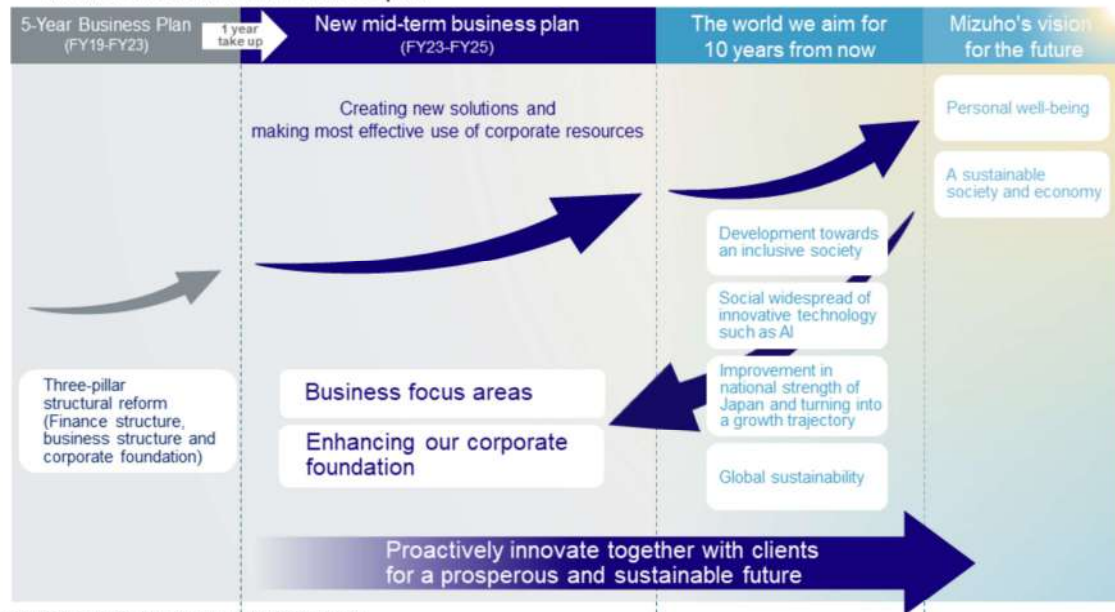 5-Year Business Plan
(FY19-FY23)
1 year
take up
New mid-term business plan
(FY23-FY25)
The world we aim for
10 years from now
Mizuho's vision
for the future
Creating new solutions and
making most effective use of corporate resources
Personal well-being
A sustainable
society and economy
Development towards
an inclusive society
Social widespread of
innovative technology
such as AI
Improvement in
national strength of
Japan and turning into
a growth trajectory
Global sustainability
Three-pillar
structural reform
(Finance structure,
business structure and
corporate foundation)
Business focus areas
Enhancing our corporate
foundation
Proactively innovate together with clients
for a prosperous and sustainable future